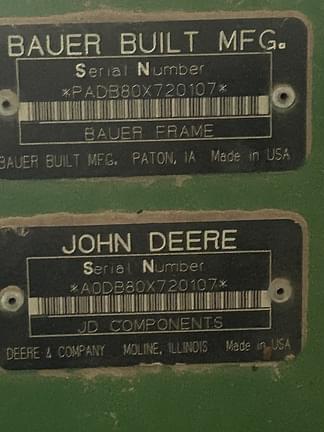 BAUER BUILT MFG.
Serial Number
*PADB80X720107*
BAUER FRAME
BAUER BUILT MFG. PATON, IA Made in USA
JOHN DEERE
Serial Number
*A0DB80X720107*
JD COMPONENTS
DEERE & COMPANY MOLINE, ILLINOIS Made in USA